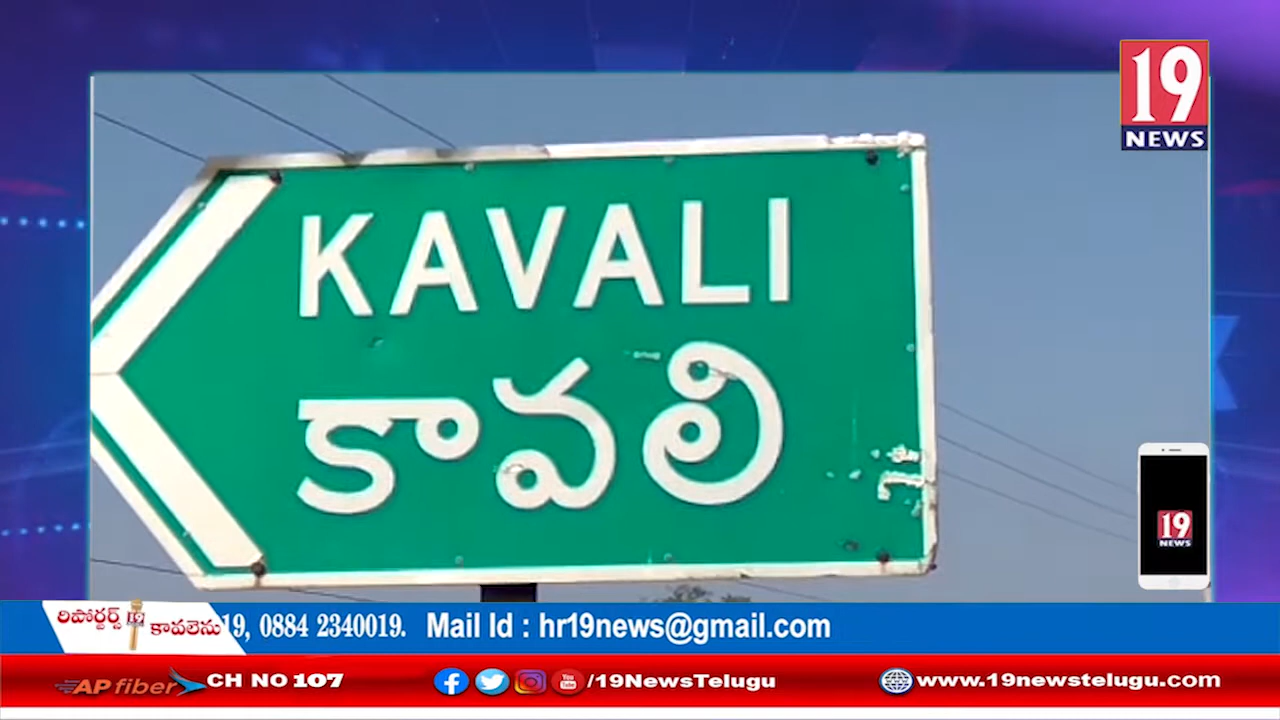 19
NEWS
KAVALI
కావలి
19
NEWS
రిపోర్టర్స్ 19 కావలెను
19, 0884 2340019. Mail Id : hr19news@gmail.com
AP fiber CH NO 107 /19NewsTelugu www.19newstelugu.com